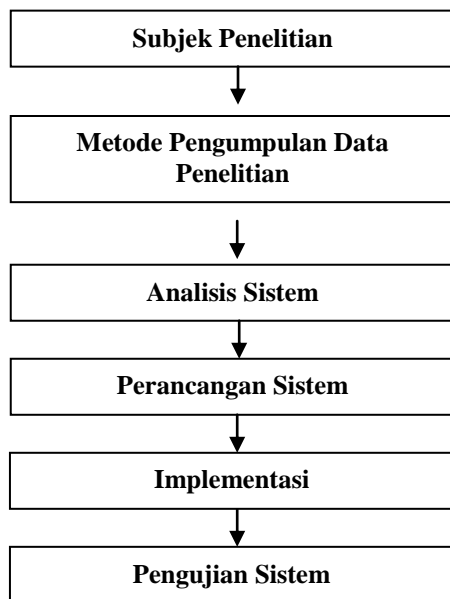 Subjek Penelitian
Metode Pengumpulan Data
Penelitian
Analisis Sistem
Perancangan Sistem
Implementasi
Pengujian Sistem